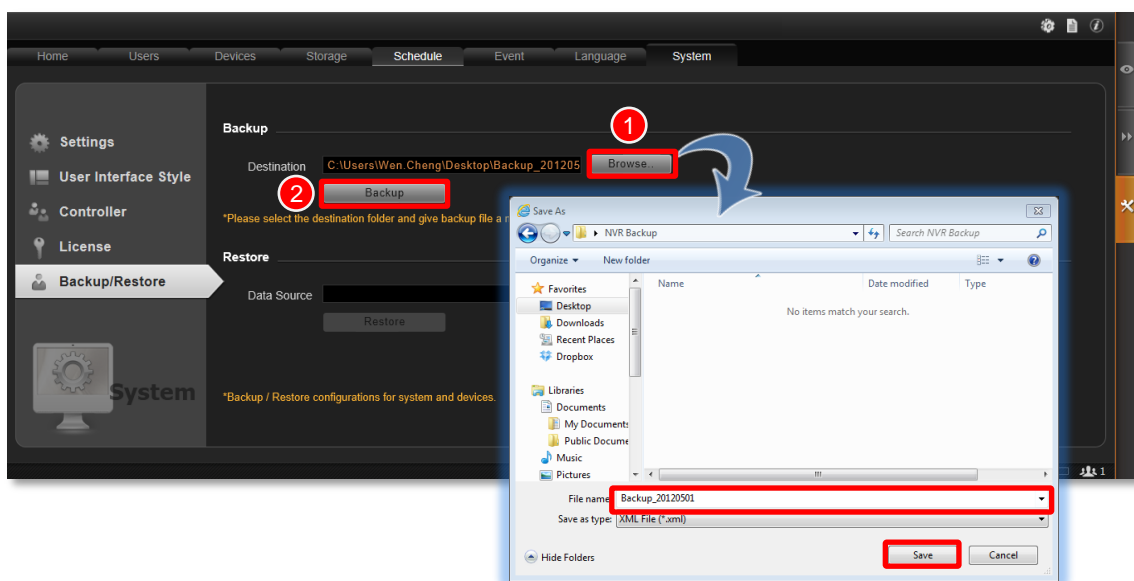 Home Users Devices Storage Schedule Event Language System
Settings
User Interface Style
Controller
License
Backup/Restore
System
Backup
1
Destination C:\Users\Wen.Cheng\Desktop\Backup_201205 Browse..
2 Backup
*Please select the destination folder and give backup file a
Restore
Data Source
Restore
*Backup / Restore configurations for system and devices.
1
Save As
NVR Backup Search NVR Backup
Organize New folder
Favorites
Desktop
Downloads
Recent Places
Dropbox
Libraries
Documents
My Documents
Public Docume
Music
Pictures
Name Date modified Type
No items match your search.
File name: Backup_20120501
Save as type: XML File (*.xml)
Hide Folders Save Cancel